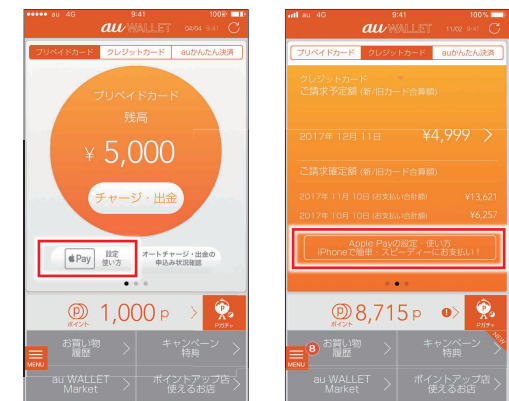 au 4G 9:41 100%
au WALLET 04/04 9:41
プリペイドカード クレジットカード auかんたん決済
プリペイドカード
残高
¥ 5,000
チャージ・出金
Pay 設定
使い方
オートチャージ・出金の
申込み状況確認
P 1,000 P
ポイント
Pガチャ
お買い物
履歴
キャンペーン
特典
MENU
au WALLET
Market
ポイントアップ店
使えるお店
au 4G 9:41 100%
au WALLET 11/02 9:41
プリペイドカード クレジットカード auかんたん決済
クレジットカード
ご請求予定額 (新/旧カード合算額)
2017年 12月 11日 ¥4,999
ご請求確定額 (新/旧カード合算額)
2017年 11月 10日 (お支払い合計額) ¥13,621
2017年 10月 10日 (お支払い合計額) ¥6,257
Apple Payの設定・使い方
iPhoneで簡単・スピーディーにお支払い!
P 8,715 P
ポイント
Pガチャ
NEW
8
お買い物
履歴
キャンペーン
特典
MENU
au WALLET
Market
ポイントアップ店
使えるお店